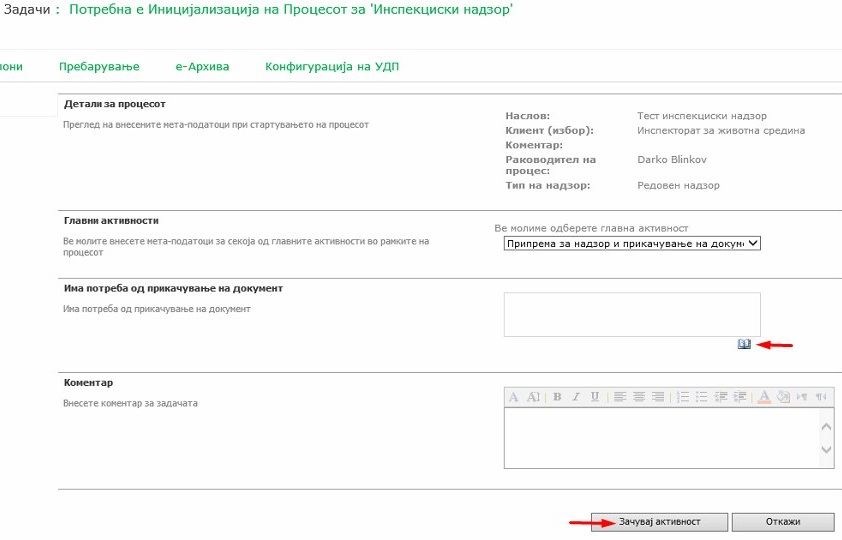 Задачи : Потребна е Иницијализација на Процесот за 'Инспекциски надзор'
лони Пребарување е-Архива Конфигурација на УДП
Детали за процесот
Преглед на внесените мета-податоци при стартувањето на процесот
Наслов: Тест инспекциски надзор
Клиент (избор): Инспекторат за животна средина
Коментар:
Раководител на процес: Darko Blinkov
Тип на надзор: Редовен надзор
Главни активности
Ве молите внесете мета-податоци за секоја од главните активности во рамките на
процесот
Ве молиме одберете главна активност
Припрема за надзор и прикачување на докум
Има потреба од прикачување на документ
Има потреба од прикачување на документ
Коментар
Внесете коментар за задачата
Зачувај активност Откажи